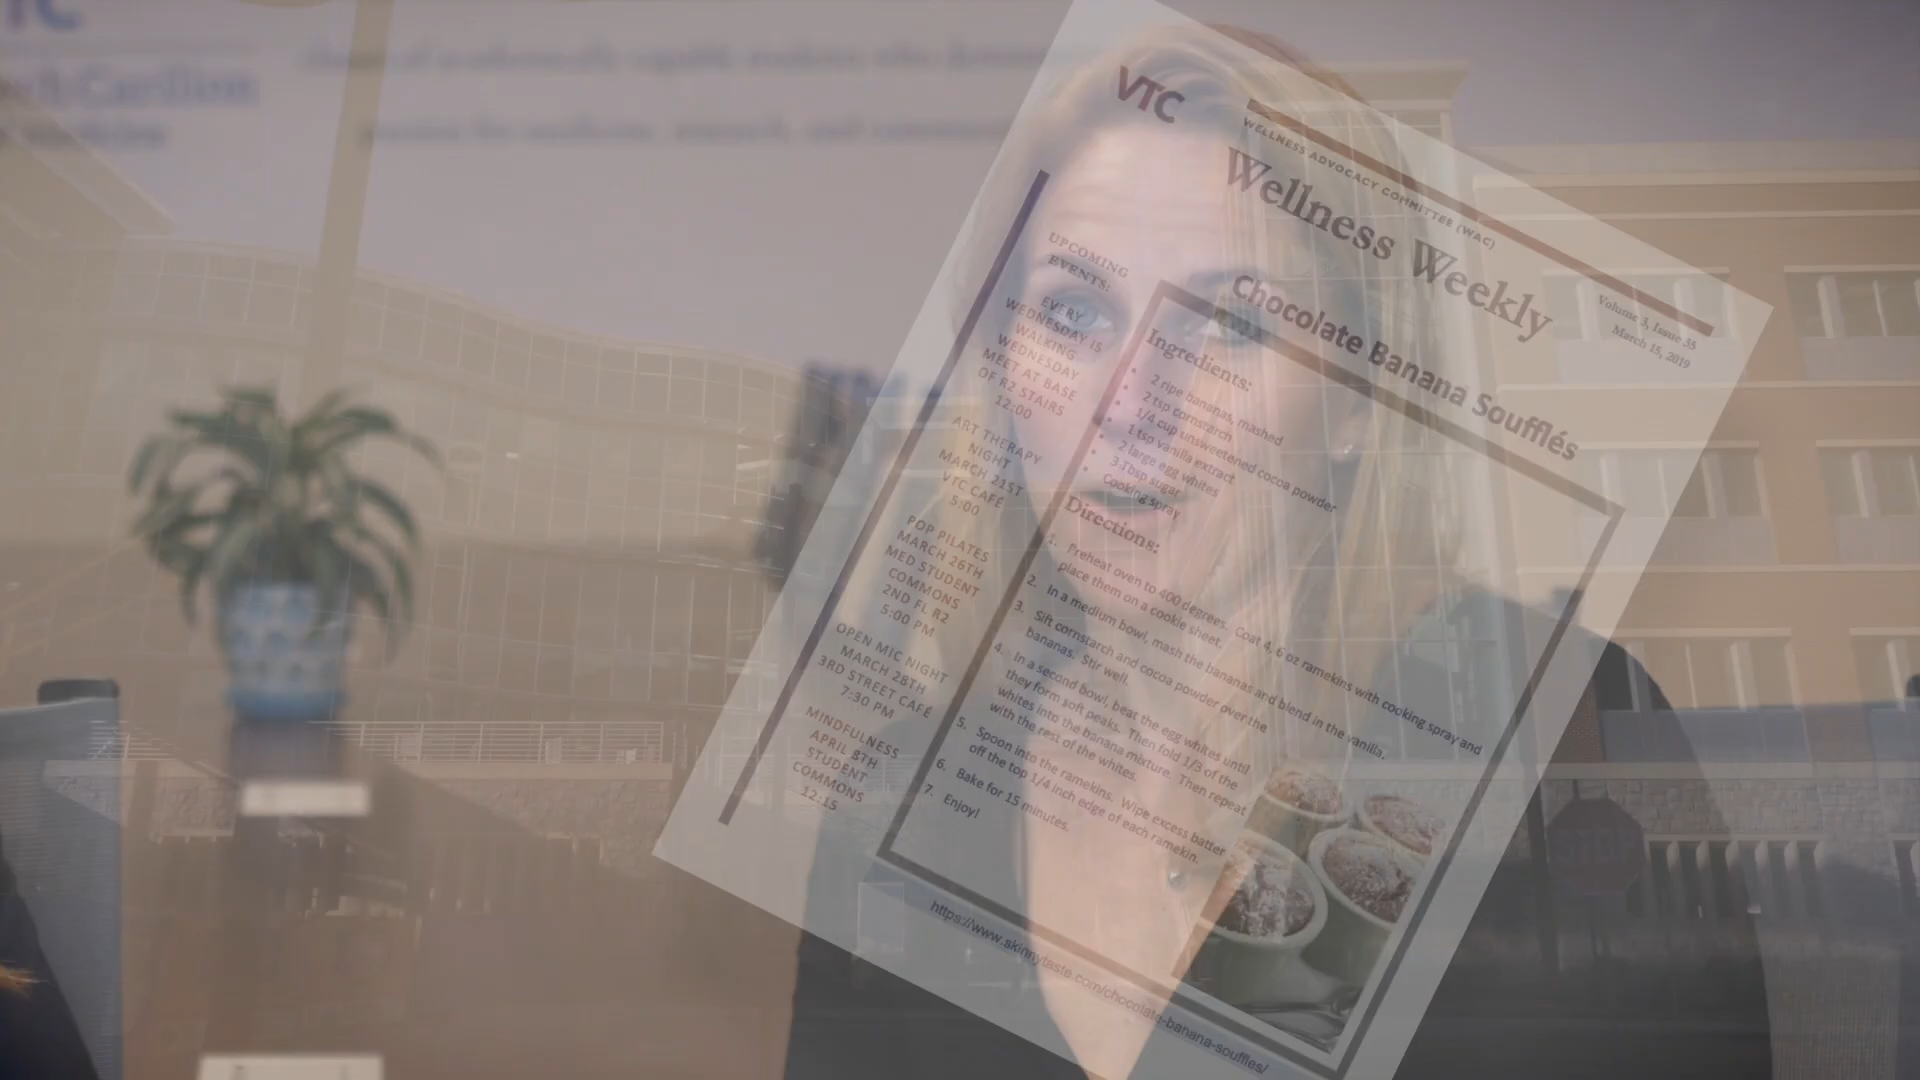 VTC
WELLNESS ADVOCACY COMMITTEE (WAC)
Wellness Weekly
Volume 3, Issue 35
March 15, 2019
UPCOMING
EVENTS:
EVERY
WEDNESDAY IS
WALKING
WEDNESDAY
MEET AT BASE
OF R2 STAIRS
12:00
ART THERAPY
NIGHT
MARCH 21ST
VTC CAFÉ
5:00
POP PILATES
MARCH 26TH
MED STUDENT
COMMONS
2ND FL R2
5:00 PM
OPEN MIC NIGHT
MARCH 28TH
3RD STREET CAFÉ
7:30 PM
MINDFULNESS
APRIL 8TH
STUDENT
COMMONS
12:15
Chocolate Banana Soufflés
Ingredients:
2 ripe bananas, mashed
2 tsp cornstarch
1/4 cup unsweetened cocoa powder
1 tsp vanilla extract
2 large egg whites
3 Tbsp sugar
Cooking spray
Directions:
1. Preheat oven to 400 degrees. Coat 4, 6 oz ramekins with cooking spray and
place them on a cookie sheet.
2. In a medium bowl, mash the bananas and blend in the vanilla.
3. Sift cornstarch and cocoa powder over the
bananas. Stir well.
4. In a second bowl, beat the egg whites until
they form soft peaks. Then fold 1/3 of the
whites into the banana mixture. Then repeat
with the rest of the whites.
5. Spoon into the ramekins. Wipe excess batter
off the top 1/4 inch edge of each ramekin.
6. Bake for 15 minutes.
7. Enjoy!
https://www.skinnytaste.com/chocolate-banana-souffles/